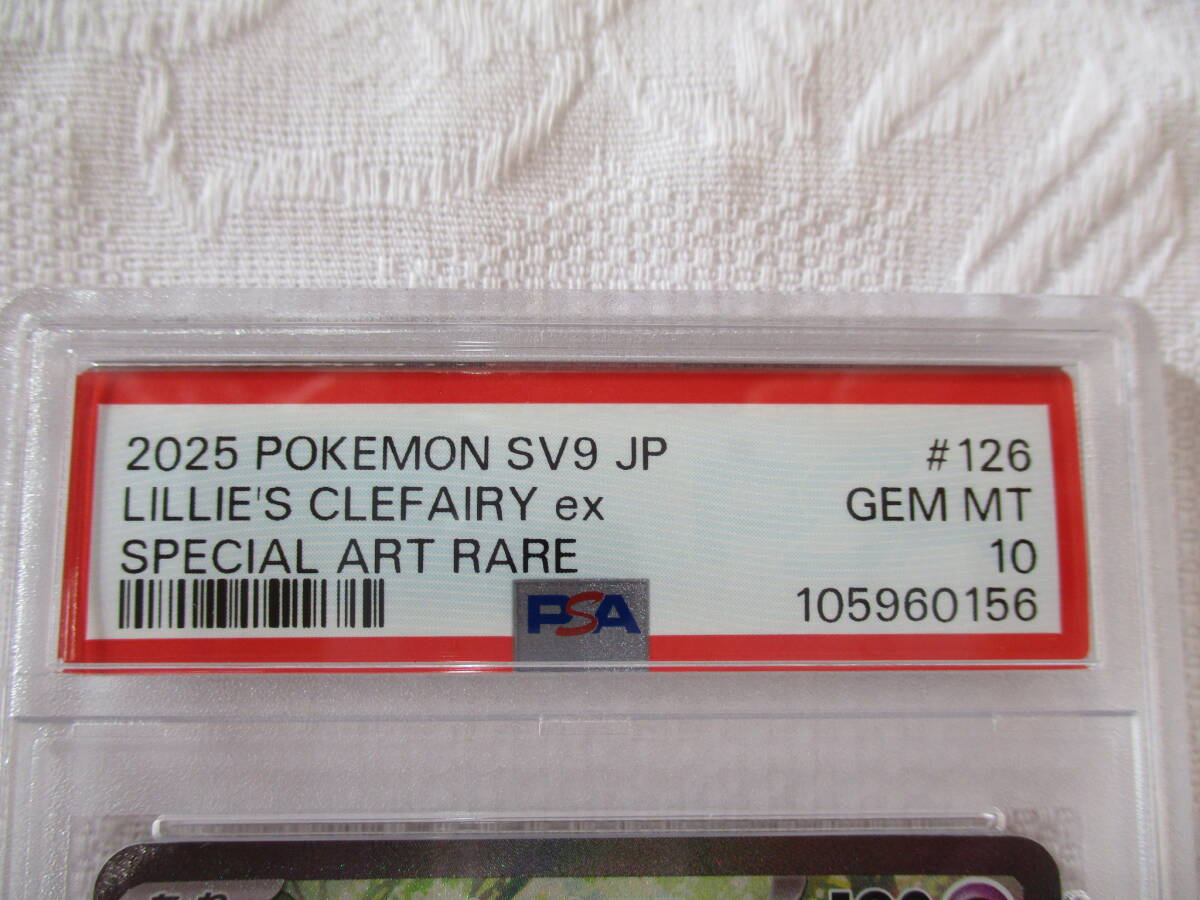 2025 POKEMON SV9 JP #126
LILLIE'S CLEFAIRY ex GEM MT
SPECIAL ART RARE 10
PSA 105960156